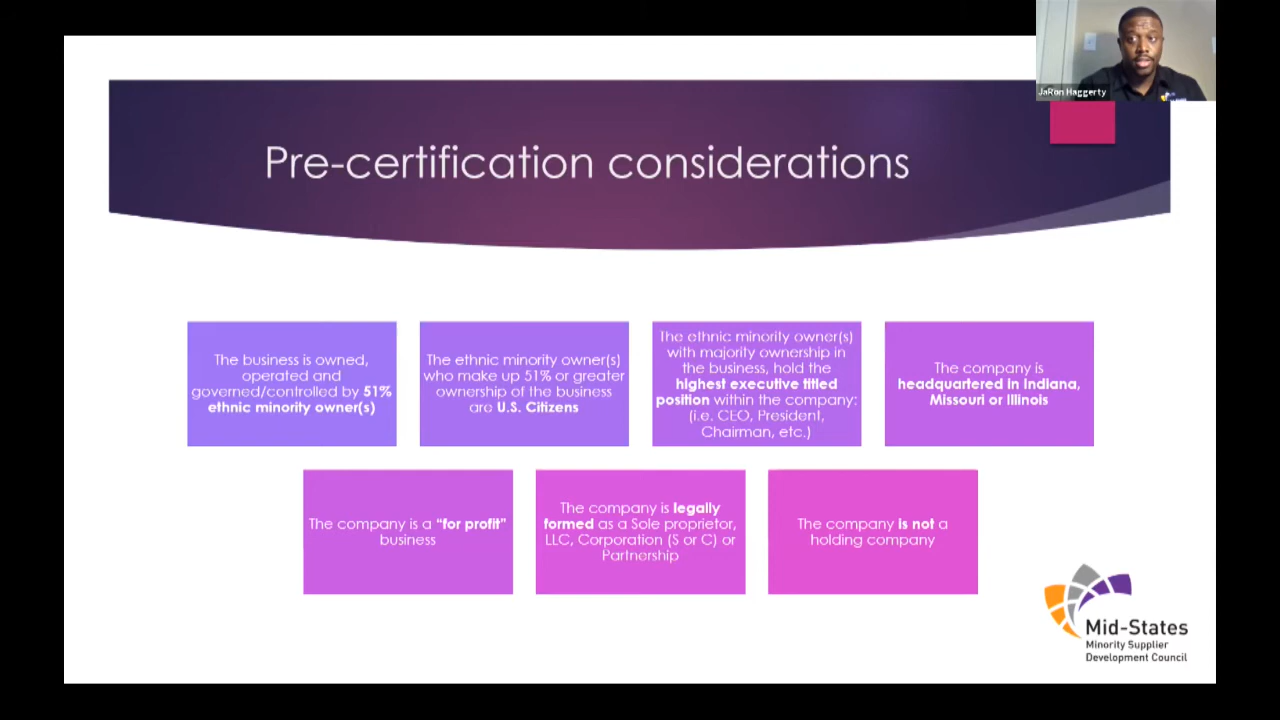 JaRon Haggerty
Pre-certification considerations
The business is owned,
operated and
governed/controlled by 51%
ethnic minority owner(s)
The ethnic minority owner(s)
who make up 51% or greater
ownership of the business
are U.S. Citizens
The ethnic minority owner(s)
with majority ownership in
the business, hold the
highest executive titled
position within the company:
(i.e. CEO, President,
Chairman, etc.)
The company is
headquartered in Indiana,
Missouri or Illinois
The company is a “for profit”
business
The company is legally
formed as a Sole proprietor,
LLC, Corporation (S or C) or
Partnership
The company is not a
holding company
Mid-States
Minority Supplier
Development Council